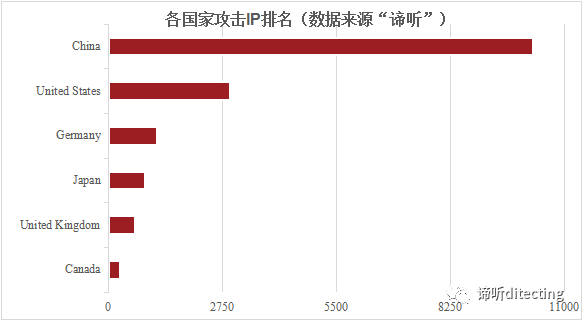 各国家攻击IP排名（数据来源“谛听”）
China
United States
Germany
Japan
United Kingdom
Canada
0 2750 5500 8250 11000
谛听ditecting